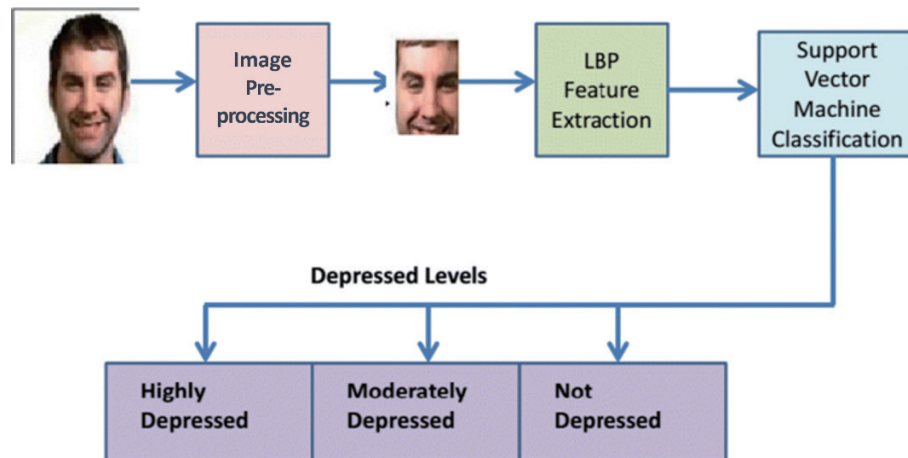 Image
Pre-
processing
LBP
Feature
Extraction
Support
Vector
Machine
Classification
Depressed Levels
Highly
Depressed
Moderately
Depressed
Not
Depressed